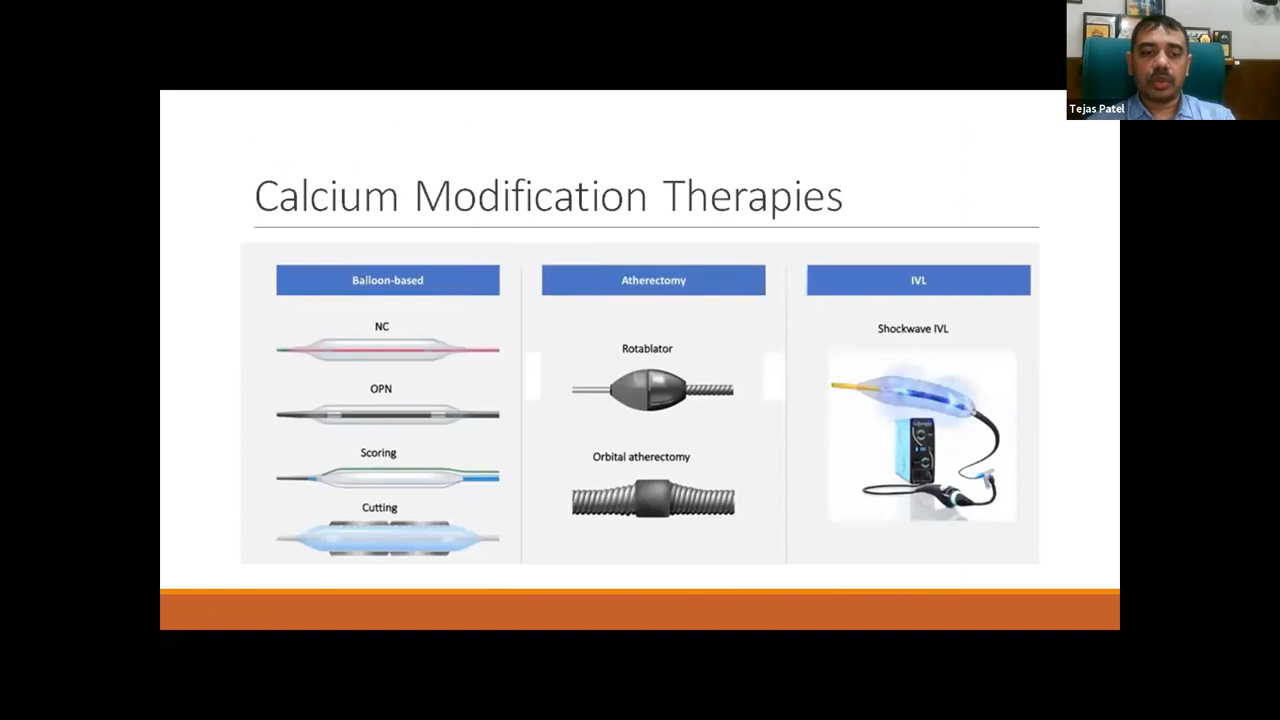 Tejas Patel
Calcium Modification Therapies
Balloon-based
NC
OPN
Scoring
Cutting
Atherectomy
Rotablator
Orbital atherectomy
IVL
Shockwave IVL